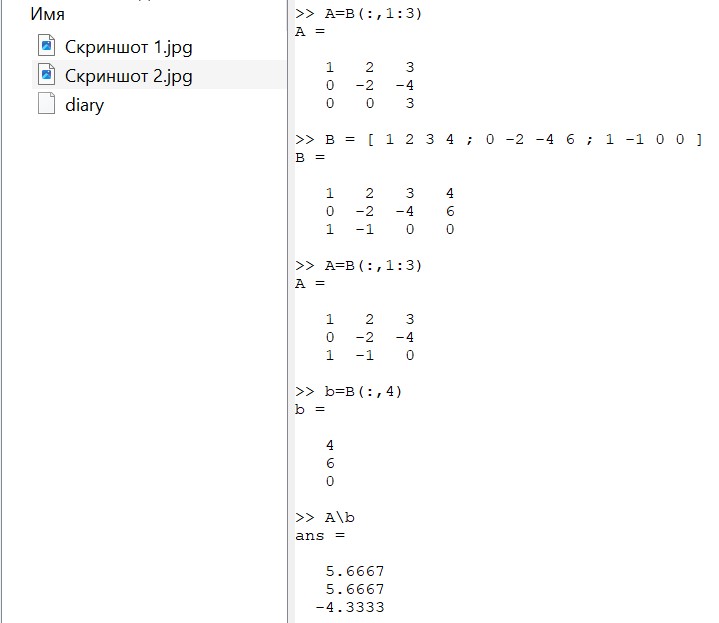 Имя
Скриншот 1.jpg
Скриншот 2.jpg
diary
>> A=B(:,1:3)
A =
1 2 3
0 -2 -4
0 0 3
>> B = [ 1 2 3 4 ; 0 -2 -4 6 ; 1 -1 0 0 ]
B =
1 2 3 4
0 -2 -4 6
1 -1 0 0
>> A=B(:,1:3)
A =
1 2 3
0 -2 -4
1 -1 0
>> b=B(:,4)
b =
4
6
0
>> A\b
ans =
5.6667
5.6667
-4.3333